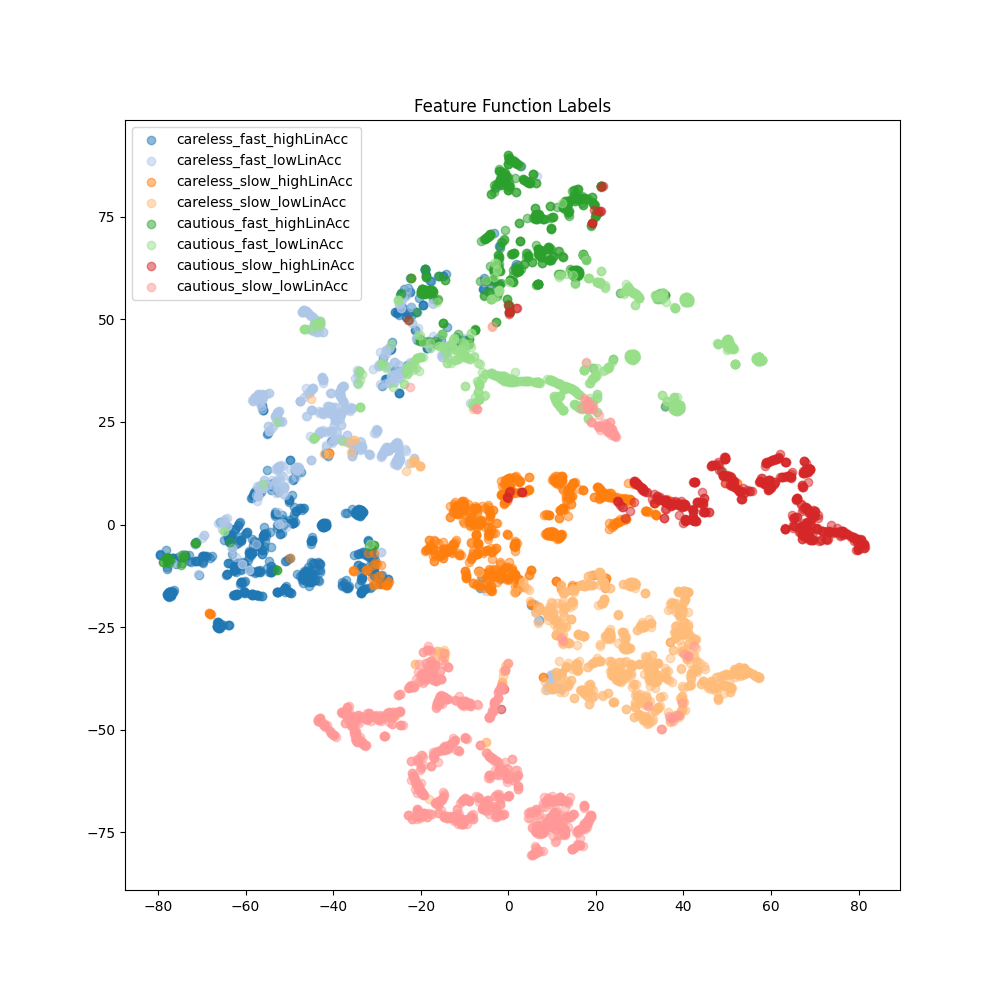 Feature Function Labels
careless_fast_highLinAcc
careless_fast_lowLinAcc
careless_slow_highLinAcc
careless_slow_lowLinAcc
cautious_fast_highLinAcc
cautious_fast_lowLinAcc
cautious_slow_highLinAcc
cautious_slow_lowLinAcc
75
50
25
0
−25
−50
−75
−80 −60 −40 −20 0 20 40 60 80